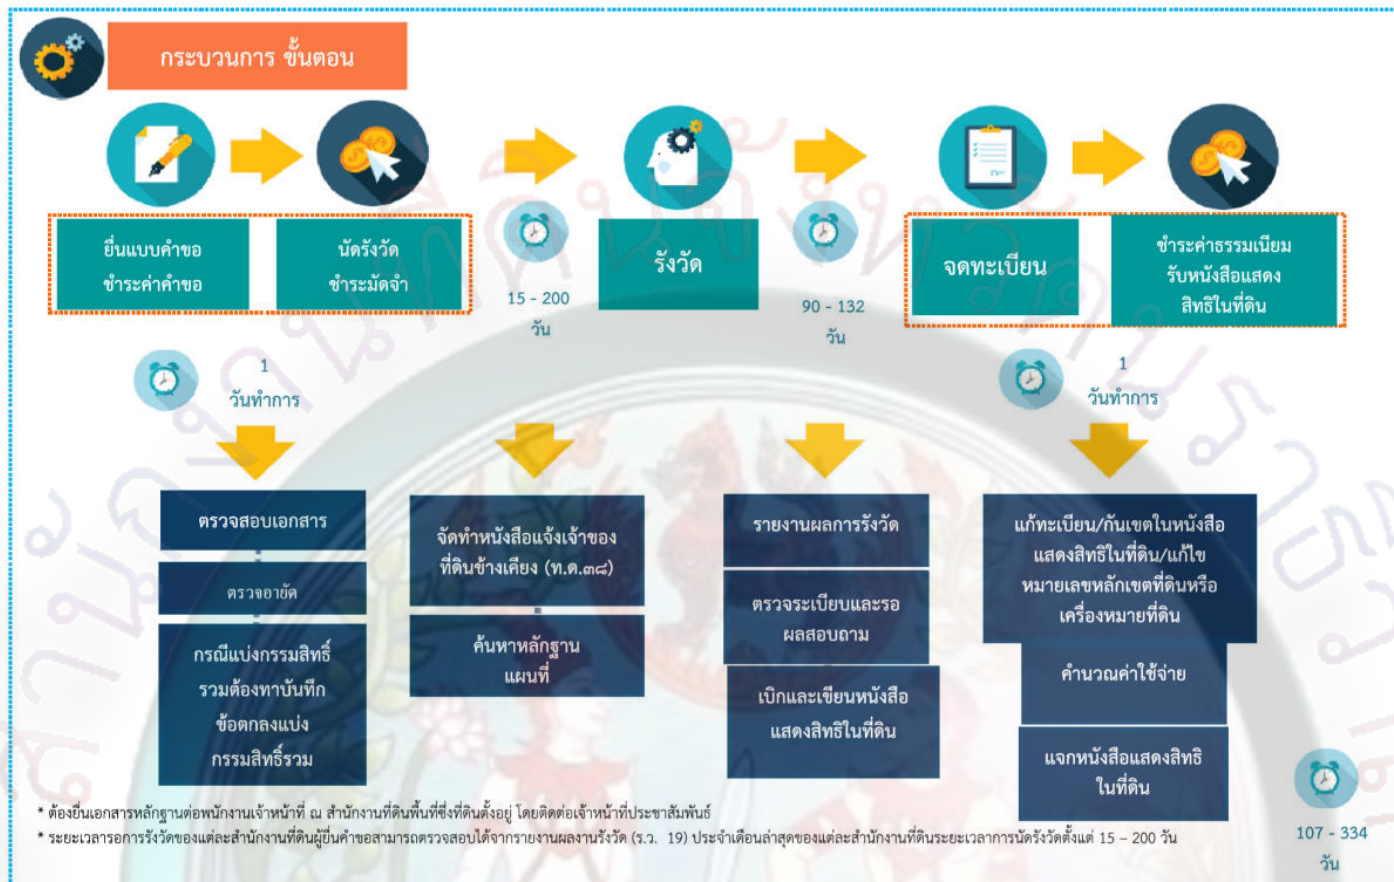 กระบวนการ ขั้นตอน
ยื่นแบบคำขอ
ชำระค่าคำขอ
นัดรังวัด
ชำระมัดจำ
15 - 200
วัน
รังวัด
90 - 132
วัน
จดทะเบียน
ชำระค่าธรรมเนียม
รับหนังสือแสดง
สิทธิในที่ดิน
1
วันทำการ
1
วันทำการ
ตรวจสอบเอกสาร
ตรวจอายัด
กรณีแบ่งกรรมสิทธิ์
รวมต้องทาบันทึก
ข้อตกลงแบ่ง
กรรมสิทธิ์รวม
จัดทำหนังสือแจ้งเจ้าของ
ที่ดินข้างเคียง (ท.ด.๓๘)
ค้นหาหลักฐาน
แผนที่
รายงานผลการรังวัด
ตรวจระเบียบและรอ
ผลสอบถาม
เบิกและเขียนหนังสือ
แสดงสิทธิในที่ดิน
แก้ทะเบียน/กันเขตในหนังสือ
แสดงสิทธิในที่ดิน/แก้ไข
หมายเลขหลักเขตที่ดินหรือ
เครื่องหมายที่ดิน
คำนวณค่าใช้จ่าย
แจกหนังสือแสดงสิทธิ
ในที่ดิน
* ต้องยื่นเอกสารหลักฐานต่อพนักงานเจ้าหน้าที่ ณ สำนักงานที่ดินพื้นที่ซึ่งที่ดินตั้งอยู่ โดยติดต่อเจ้าหน้าที่ประชาสัมพันธ์
* ระยะเวลารอการรังวัดของแต่ละสำนักงานที่ดินผู้ยื่นคำขอสามารถตรวจสอบได้จากรายงานผลงานรังวัด (ร.ว. 19) ประจำเดือนล่าสุดของแต่ละสำนักงานที่ดินระยะเวลาการนัดรังวัดตั้งแต่ 15 – 200 วัน
107 - 334
วัน